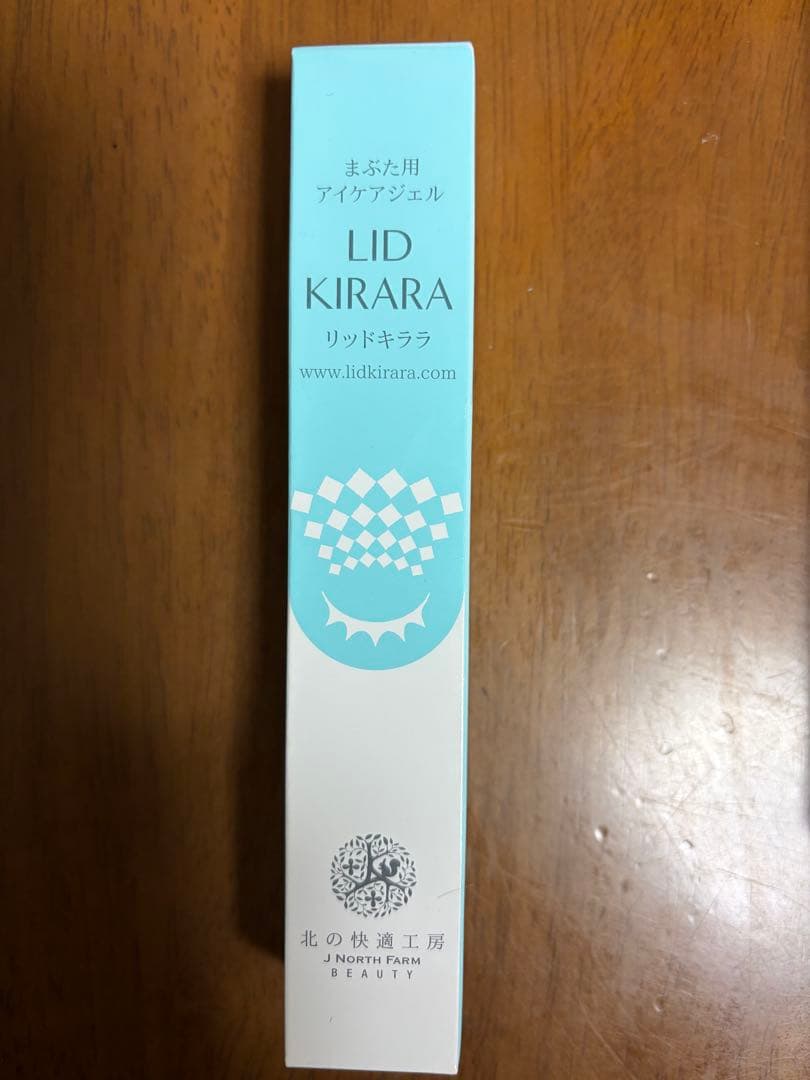 まぶた用
アイケアジェル
LID
KIRARA
リッドキララ
www.lidkirara.com
北の快適工房
J NORTH FARM
BEAUTY